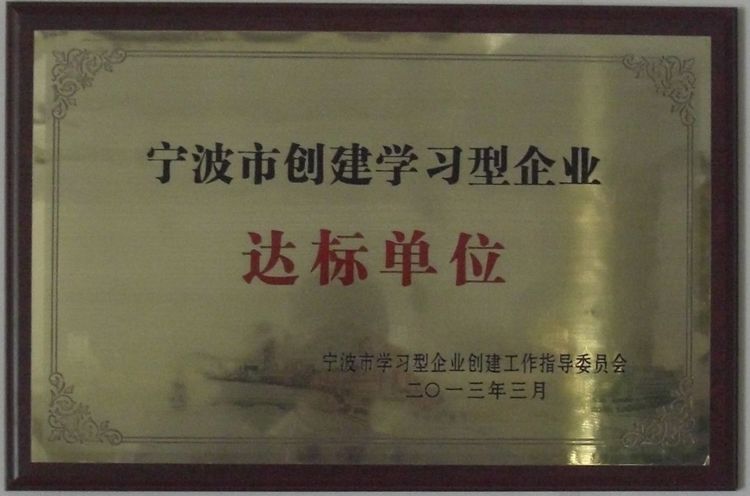 宁波市创建学习型企业
达标单位
宁波市学习型企业创建工作指导委员会
二〇一三年三月